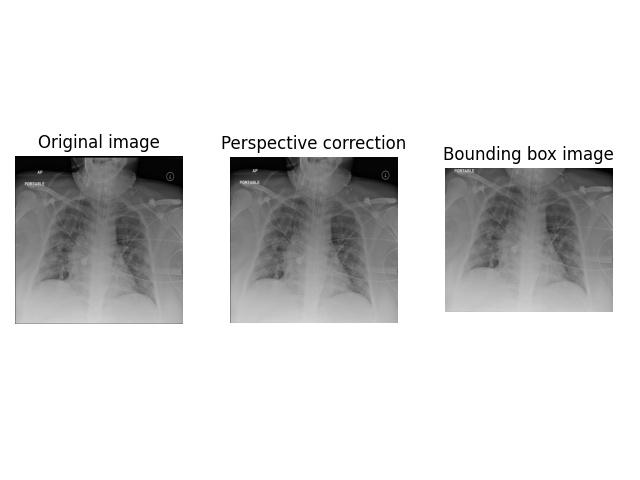 Original image
Perspective correction
Bounding box image
AP
PORTABLE
AP
PORTABLE
PORTABLE